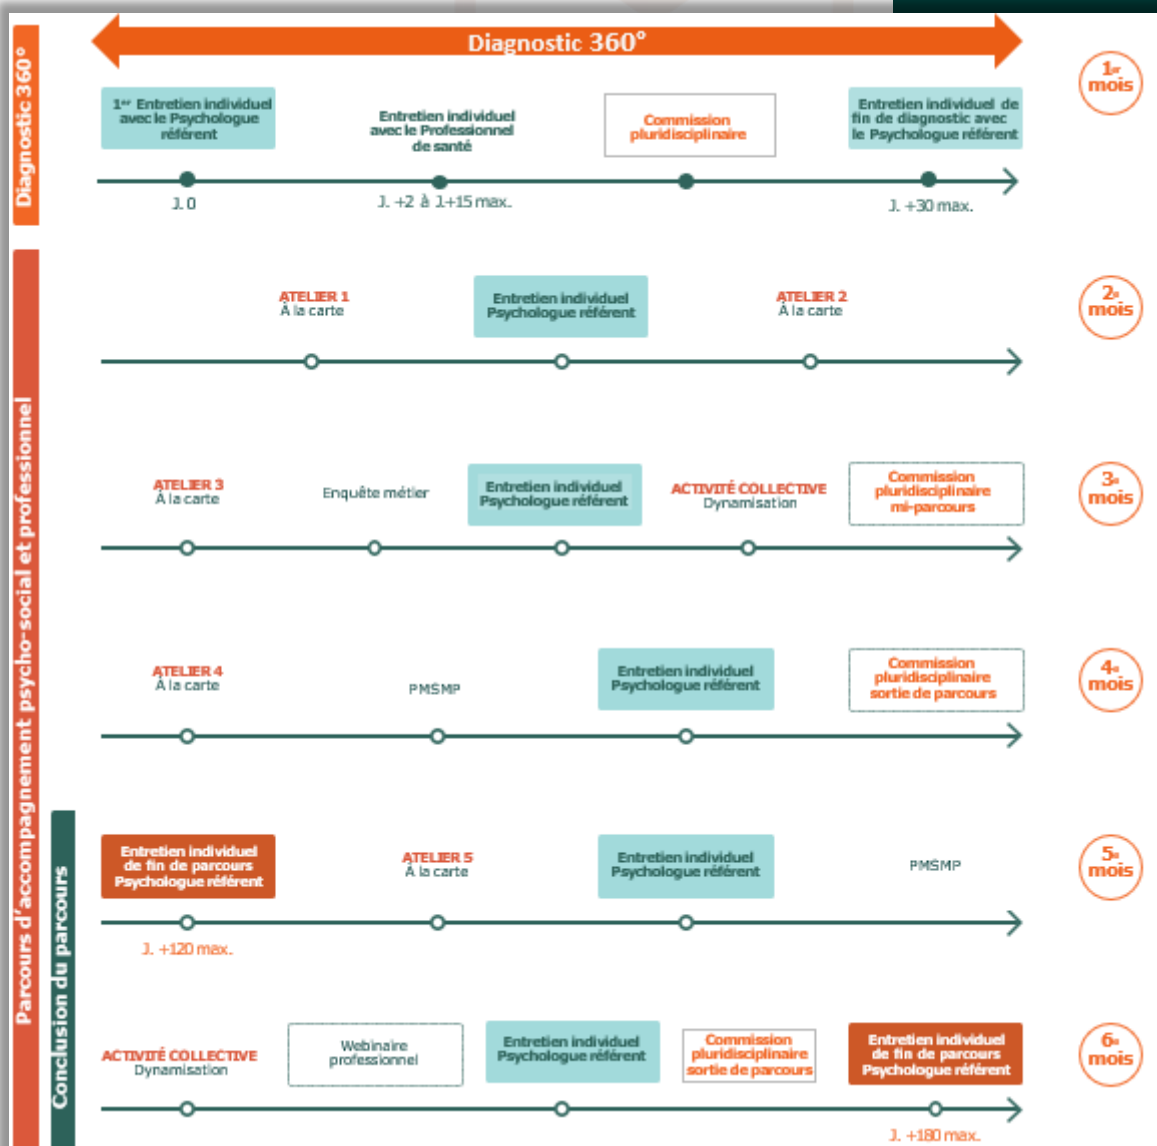 Diagnostic 360°
Diagnostic 360°
1er Entretien individuel
avec le Psychologue
référent
Entretien individuel
avec le Professionnel
de santé
Commission
pluridisciplinaire
Entretien individuel de
fin de diagnostic avec
le Psychologue référent
1er
mois
J. 0
J. +2 à J+15 max.
J. +30 max.
Parcours d'accompagnement psycho-social et professionnel
ATELIER 1
À la carte
Entretien individuel
Psychologue référent
ATELIER 2
À la carte
2e
mois
ATELIER 3
À la carte
Enquête métier
Entretien individuel
Psychologue référent
ACTIVITÉ COLLECTIVE
Dynamisation
Commission
pluridisciplinaire
mi-parcours
3e
mois
ATELIER 4
À la carte
PMSMP
Entretien individuel
Psychologue référent
Commission
pluridisciplinaire
sortie de parcours
4e
mois
Conclusion du parcours
Entretien individuel
de fin de parcours
Psychologue référent
ATELIER 5
À la carte
Entretien individuel
Psychologue référent
PMSMP
5e
mois
J. +120 max.
ACTIVITÉ COLLECTIVE
Dynamisation
Webinaire
professionnel
Entretien individuel
Psychologue référent
Commission
pluridisciplinaire
sortie de parcours
Entretien individuel
de fin de parcours
Psychologue référent
6e
mois
J. +180 max.